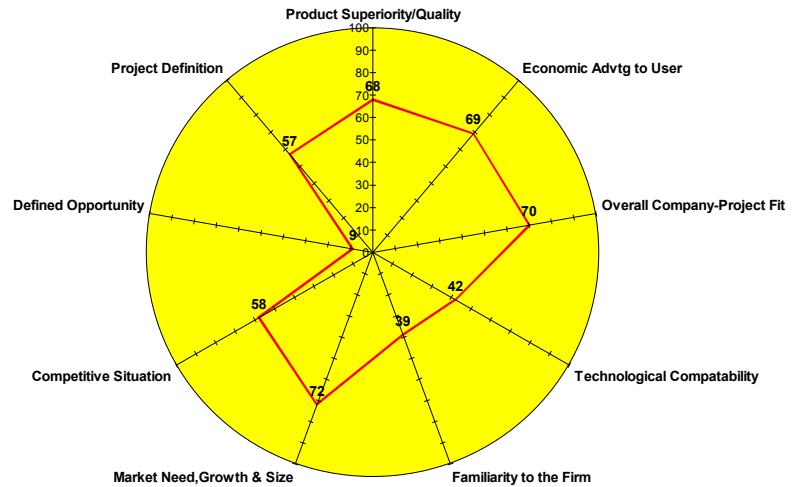 Product Superiority/Quality
100
90
80
70
68
60
50
40
30
20
10
0
Project Definition
Economic Advtg to User
69
57
Defined Opportunity
Overall Company-Project Fit
70
9
42
58
39
Competitive Situation
Technological Compatability
72
Market Need,Growth & Size
Familiarity to the Firm